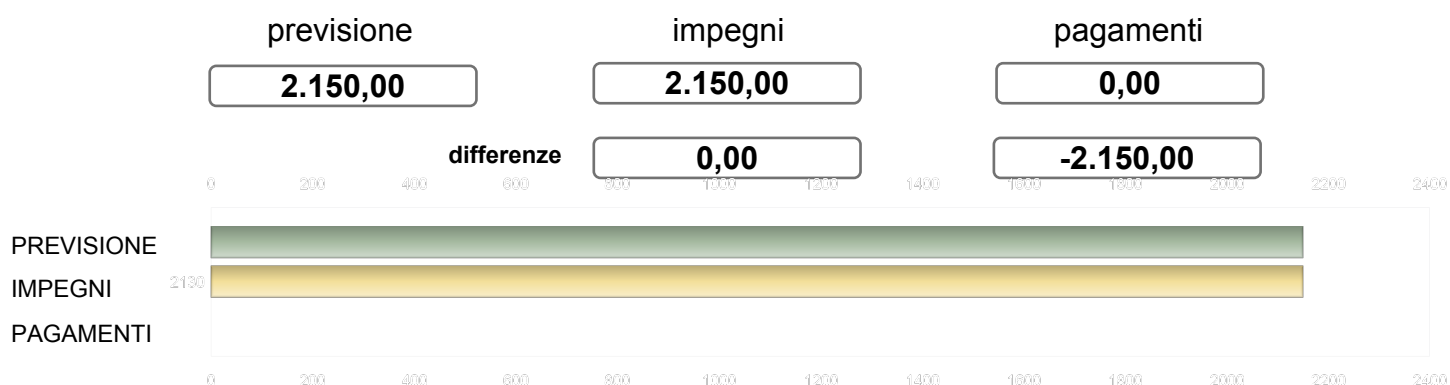 previsione impegni pagamenti
2.150,00 2.150,00 0,00
differenze 0,00 -2.150,00
0 200 400 600 800 1000 1200 1400 1600 1800 2000 2200 2400
PREVISIONE
2130
IMPEGNI
PAGAMENTI
0 200 400 600 800 1000 1200 1400 1600 1800 2000 2200 2400